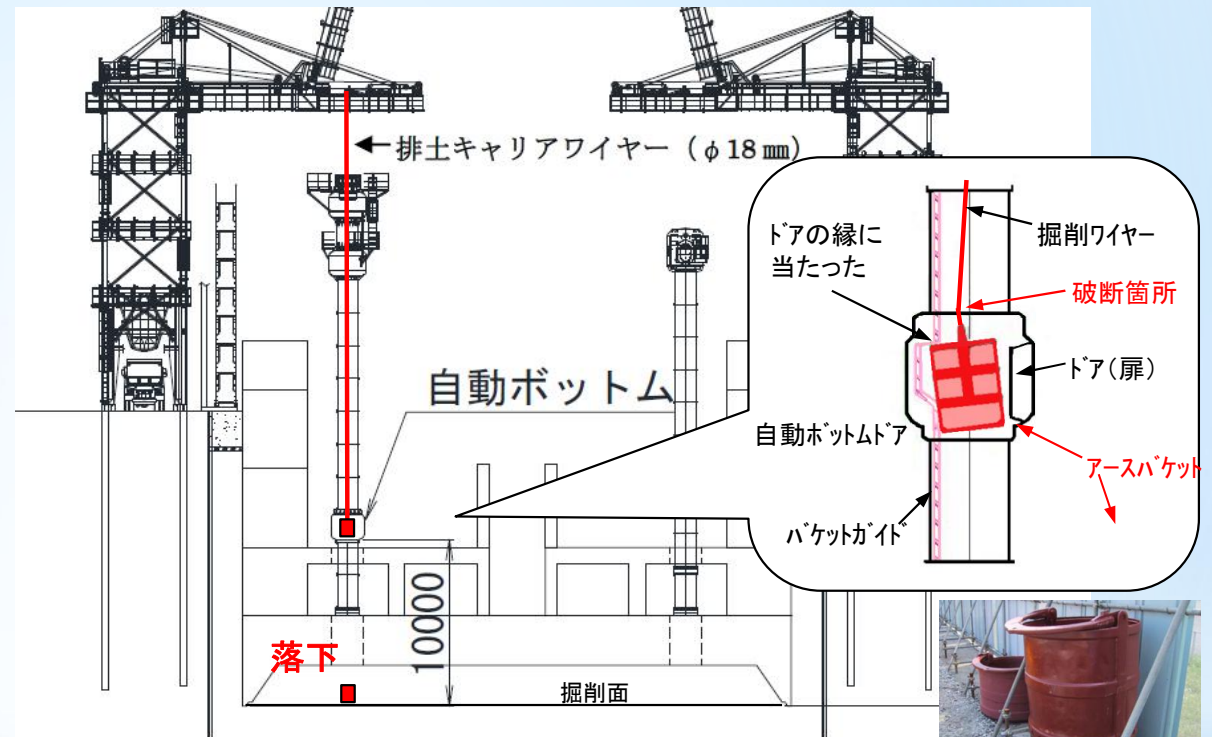 排土キャリアワイヤー(φ18㎜)
ドアの縁に
当たった
掘削ワイヤー
破断箇所
ドア(扉)
自動ボットムドア
アースバケット
バケットガイド
自動ボットム
10000
落下
掘削面